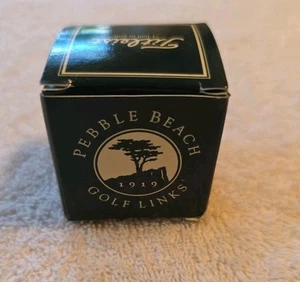 Titleist
PEBBLE BEACH
1919
GOLF LINKS